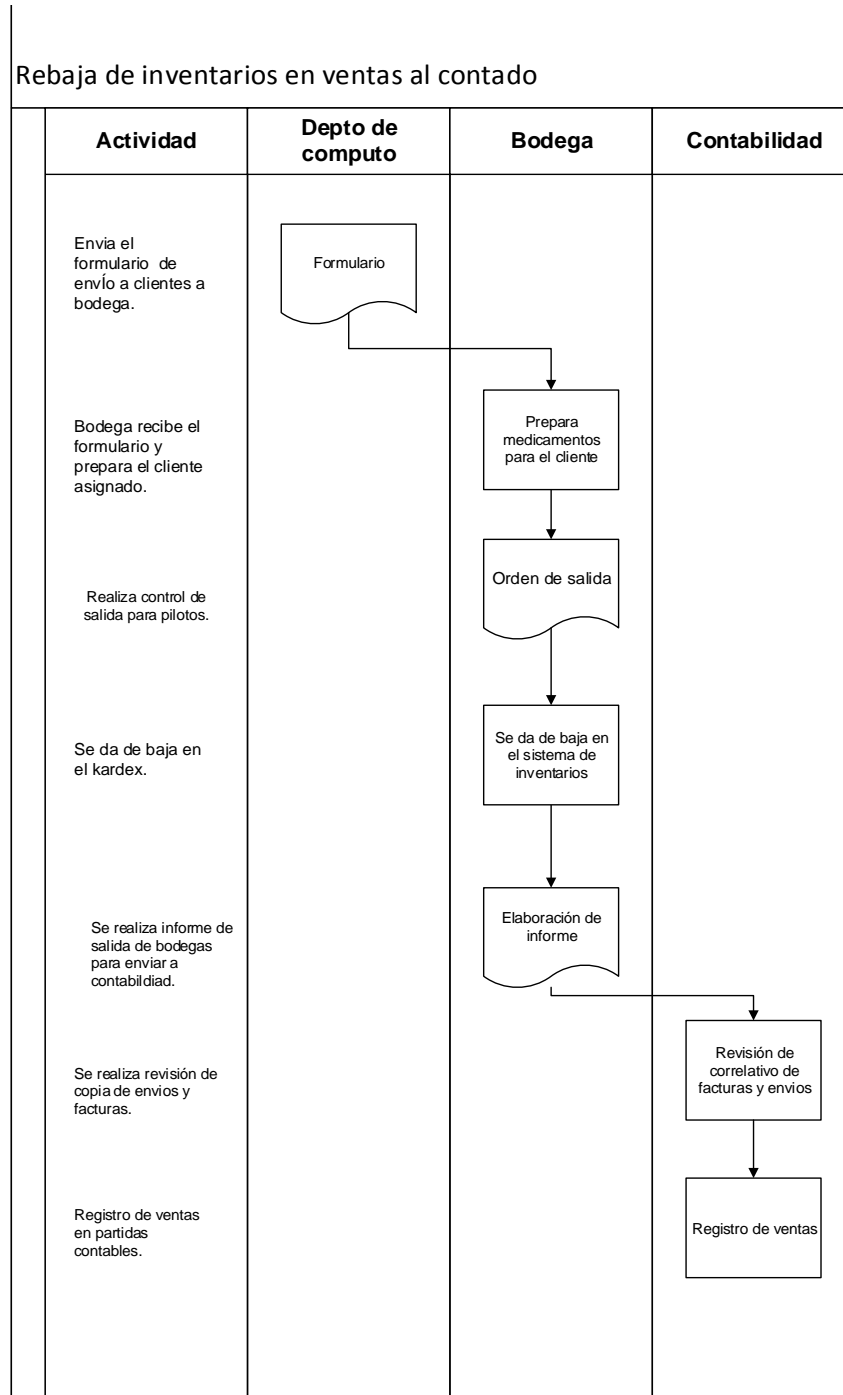 Rebaja de inventarios en ventas al contado
Actividad
Depto de
computo
Bodega
Contabilidad
Envia el
formulario de
envÍo a clientes a
bodega.
Formulario
Bodega recibe el
formulario y
prepara el cliente
asignado.
Prepara
medicamentos
para el cliente
Realiza control de
salida para pilotos.
Orden de salida
Se da de baja en
el kardex.
Se da de baja en
el sistema de
inventarios
Se realiza informe de
salida de bodegas
para enviar a
contabildiad.
Elaboración de
informe
Se realiza revisión de
copia de envios y
facturas.
Revisión de
correlativo de
facturas y envios
Registro de ventas
en partidas
contables.
Registro de ventas